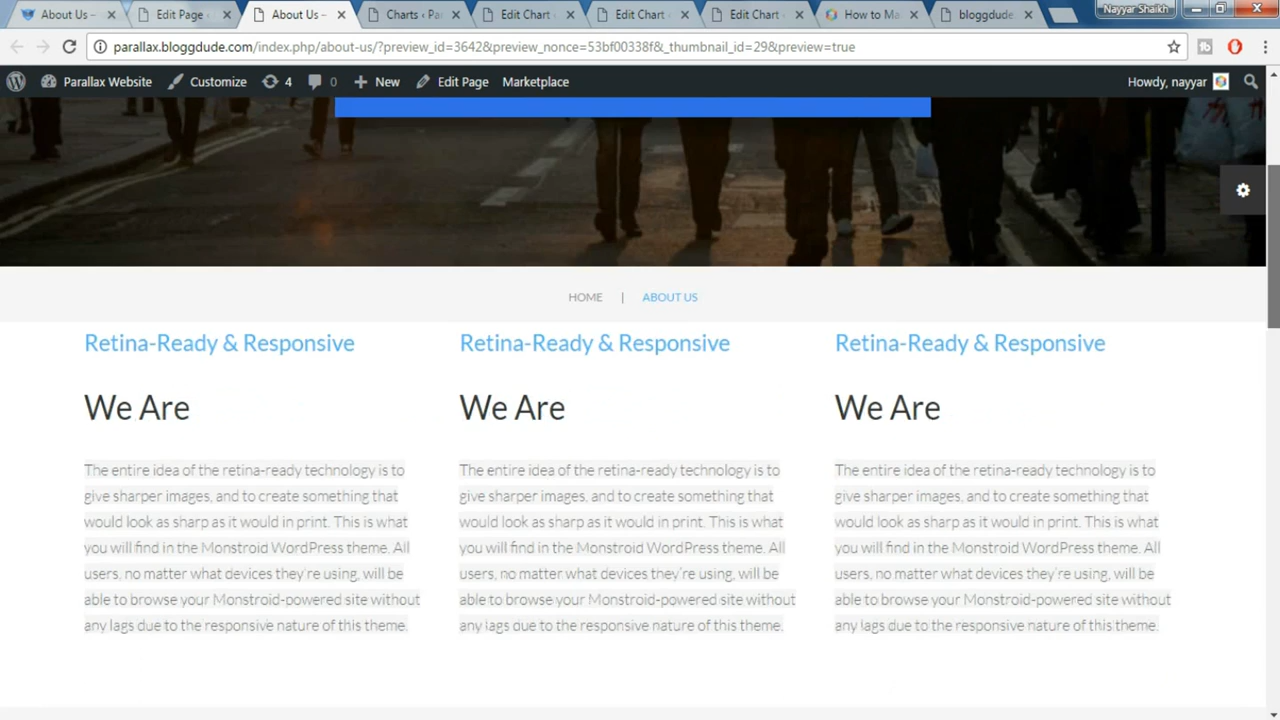 About Us –
Edit Page
About Us –
Charts ‹ Pa
Edit Chart
Edit Chart
Edit Chart
How to Ma
bloggdude.
Nayyar Shaikh
parallax.bloggdude.com/index.php/about-us/?preview_id=3642&preview_nonce=53bf00338f&_thumbnail_id=29&preview=true
Parallax Website Customize 4 0 New Edit Page Marketplace Howdy, nayyar
HOME | ABOUT US
Retina-Ready & Responsive
We Are
The entire idea of the retina-ready technology is to
give sharper images, and to create something that
would look as sharp as it would in print. This is what
you will find in the Monstroid WordPress theme. All
users, no matter what devices they're using, will be
able to browse your Monstroid-powered site without
any lags due to the responsive nature of this theme.
Retina-Ready & Responsive
We Are
The entire idea of the retina-ready technology is to
give sharper images, and to create something that
would look as sharp as it would in print. This is what
you will find in the Monstroid WordPress theme. All
users, no matter what devices they're using, will be
able to browse your Monstroid-powered site without
any lags due to the responsive nature of this theme.
Retina-Ready & Responsive
We Are
The entire idea of the retina-ready technology is to
give sharper images, and to create something that
would look as sharp as it would in print. This is what
you will find in the Monstroid WordPress theme. All
users, no matter what devices they're using, will be
able to browse your Monstroid-powered site without
any lags due to the responsive nature of this theme.